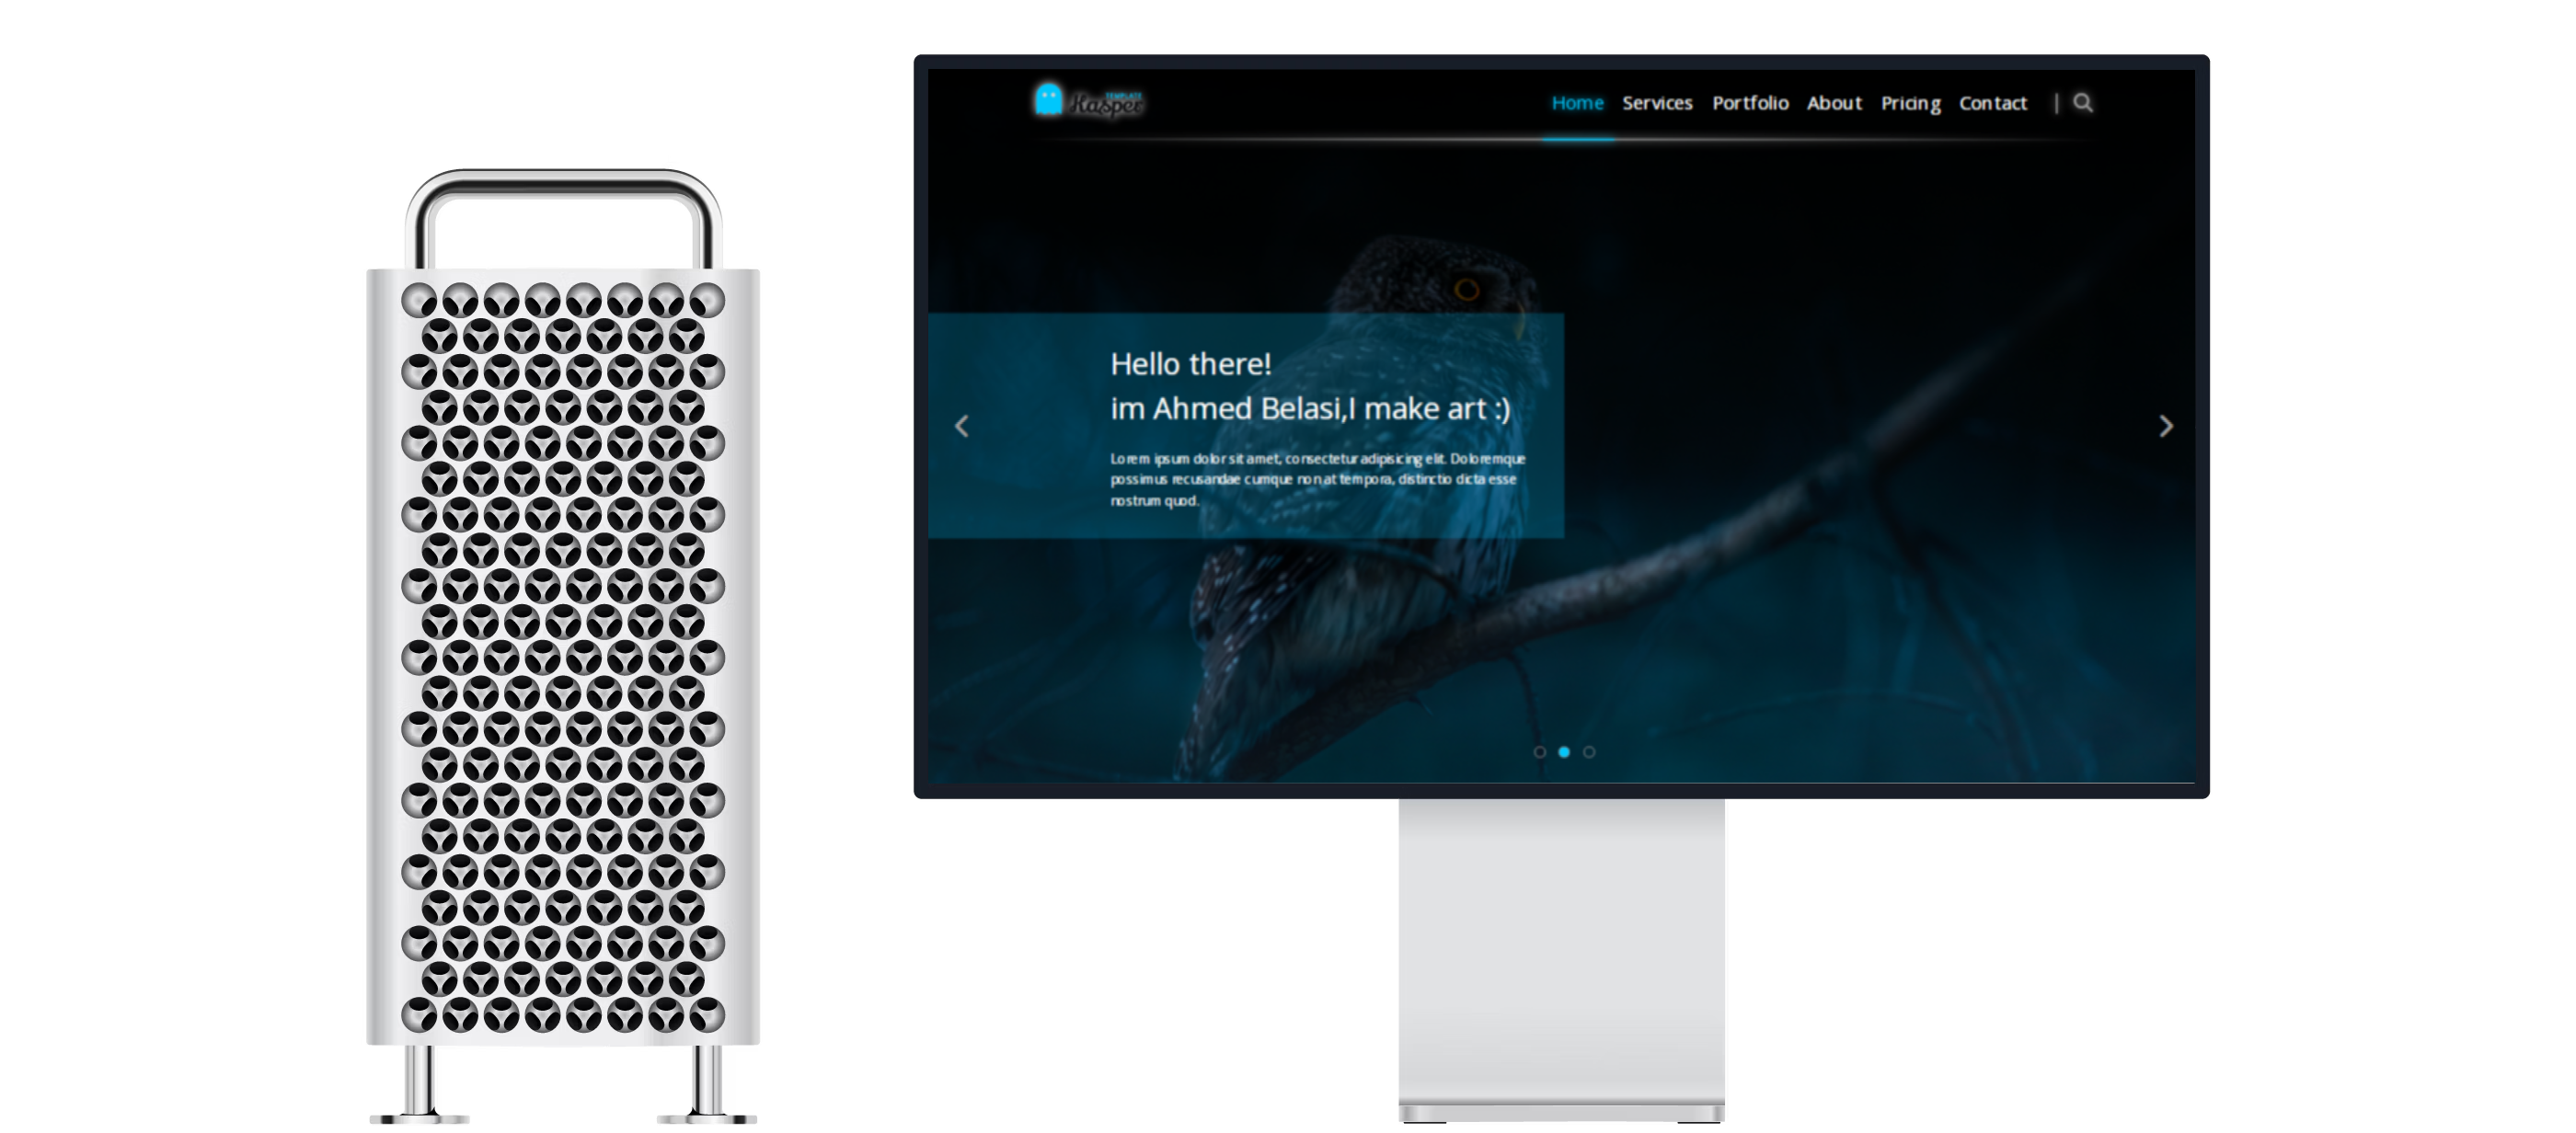 TEMPLATE
Kasper
Home Services Portfolio About Pricing Contact |
Hello there!
im Ahmed Belasi,I make art :)
Lorem ipsum dolor sit amet, consectetur adipisicing elit. Doloremque
possimus recusandae cumque non at tempora, distinctio dicta esse
nostrum quod.